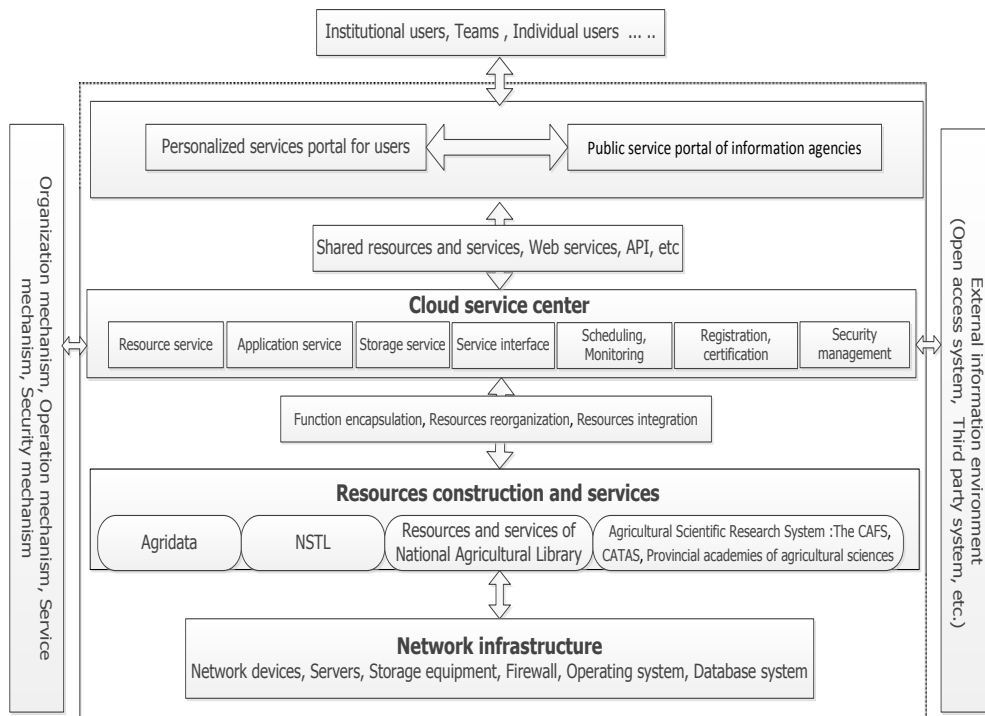 Institutional users, Teams , Individual users ... ..
Personalized services portal for users
Public service portal of information agencies
Shared resources and services, Web services, API, etc
Cloud service center
Resource service
Application service
Storage service
Service interface
Scheduling,
Monitoring
Registration,
certification
Security
management
Function encapsulation, Resources reorganization, Resources integration
Resources construction and services
Agridata
NSTL
Resources and services of
National Agricultural Library
Agricultural Scientific Research System :The CAFS,
CATAS, Provincial academies of agricultural sciences
Network infrastructure
Network devices, Servers, Storage equipment, Firewall, Operating system, Database system
Organization mechanism, Operation mechanism, Service
mechanism, Security mechanism
External information environment
(Open access system, Third party system, etc.)